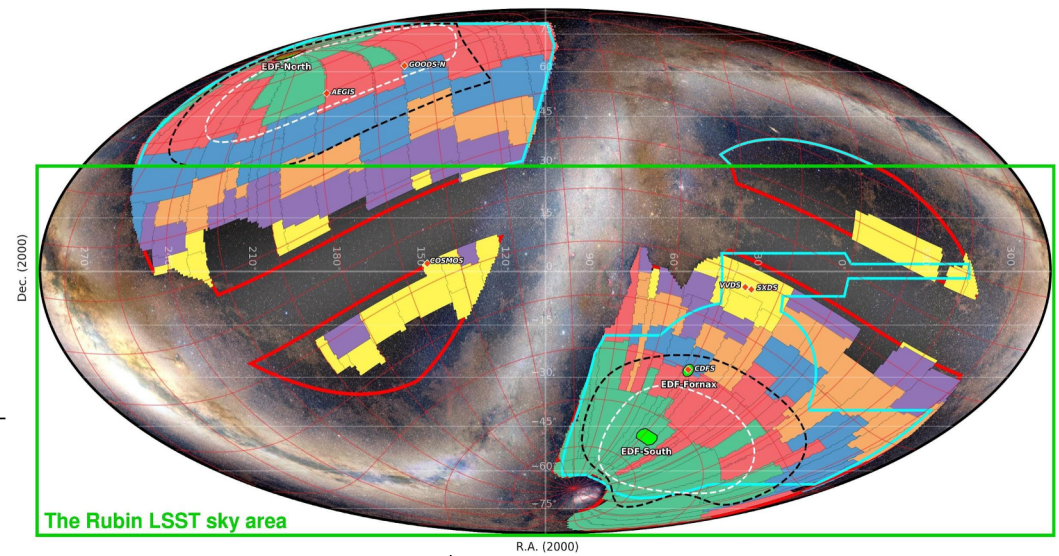 EDF-North
GOODS-N
AEGIS
60
45
30
15
270
210
180
150
120
90
60
30
0
300
COSMOS
VVDS
SXDS
−15
−30
CDFS
EDF-Fornax
−45
EDF-South
−60
−75
Dec. (2000)
The Rubin LSST sky area
R.A. (2000)